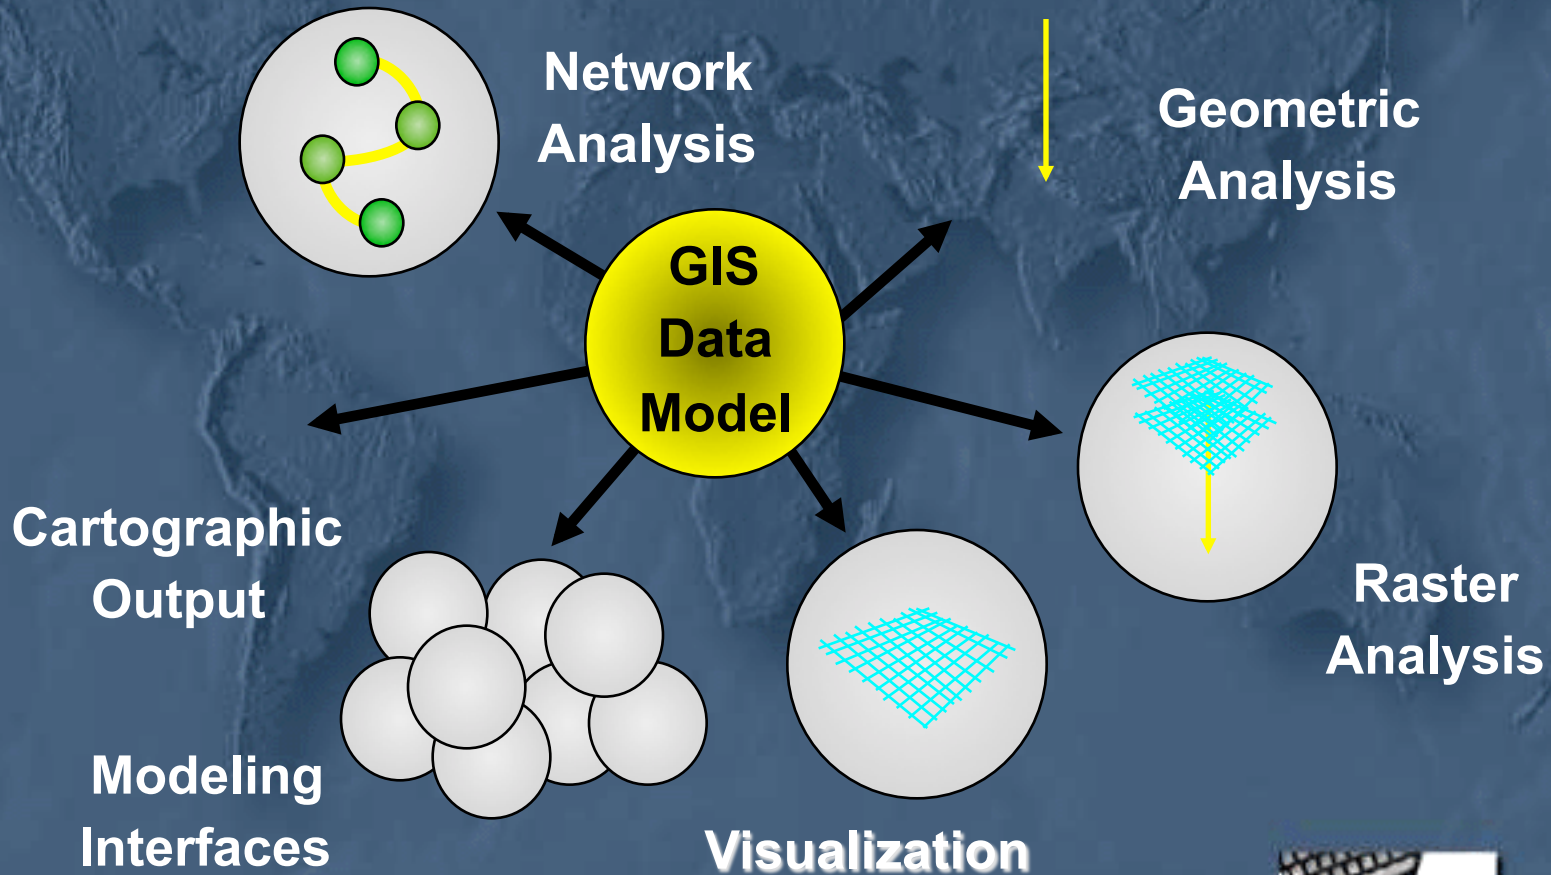 Network
Analysis
Geometric
Analysis
GIS
Data
Model
Cartographic
Output
Raster
Analysis
Modeling
Interfaces
Visualization